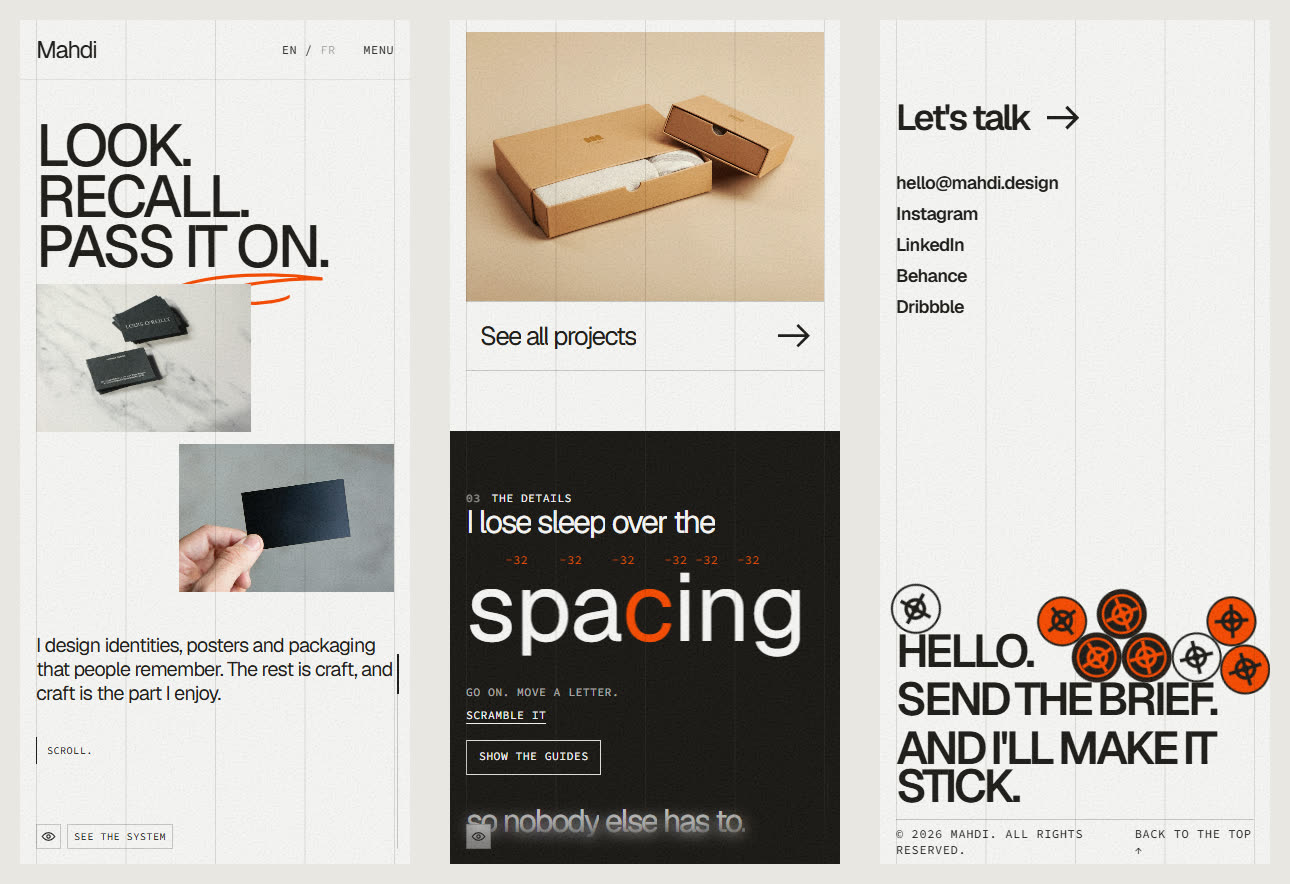 Mahdi
EN / FR MENU
LOOK.
RECALL.
PASS IT ON.
LOUIS O'REILLY
I design identities, posters and packaging
that people remember. The rest is craft, and
craft is the part I enjoy.
SCROLL.
SEE THE SYSTEM
See all projects
03 THE DETAILS
I lose sleep over the
-32 -32 -32 -32 -32 -32
spacing
GO ON. MOVE A LETTER.
SCRAMBLE IT
SHOW THE GUIDES
so nobody else has to.
Let's talk →
hello@mahdi.design
Instagram
LinkedIn
Behance
Dribbble
HELLO.
SEND THE BRIEF.
AND I'LL MAKE IT
STICK.
© 2026 MAHDI. ALL RIGHTS
RESERVED.
BACK TO THE TOP
↑